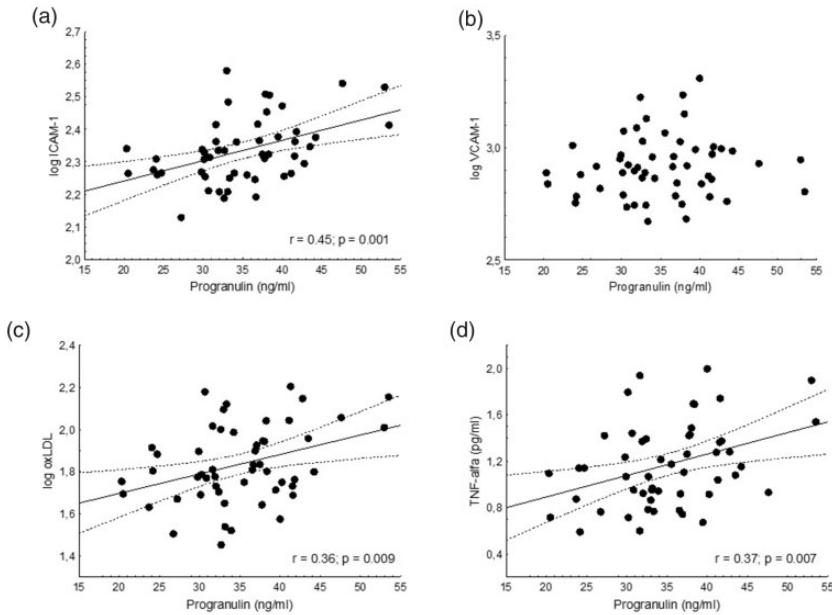 (a)
2,6
2,5
2,4
2,3
2,2
2,1
2,0
log ICAM-1
r = 0.45; p = 0.001
15 20 25 30 35 40 45 50 55
Progranulin (ng/ml)
(b)
3,5
3,0
2,5
log VCAM-1
15 20 25 30 35 40 45 50 55
Progranulin (ng/ml)
(c)
2,4
2,2
2,0
1,8
1,6
1,4
log oxLDL
r = 0.36; p = 0.009
15 20 25 30 35 40 45 50 55
Progranulin (ng/ml)
(d)
2,0
1,6
1,2
0,8
0,4
TNF-alfa (pg/ml)
r = 0.37; p = 0.007
15 20 25 30 35 40 45 50 55
Progranulin (ng/ml)